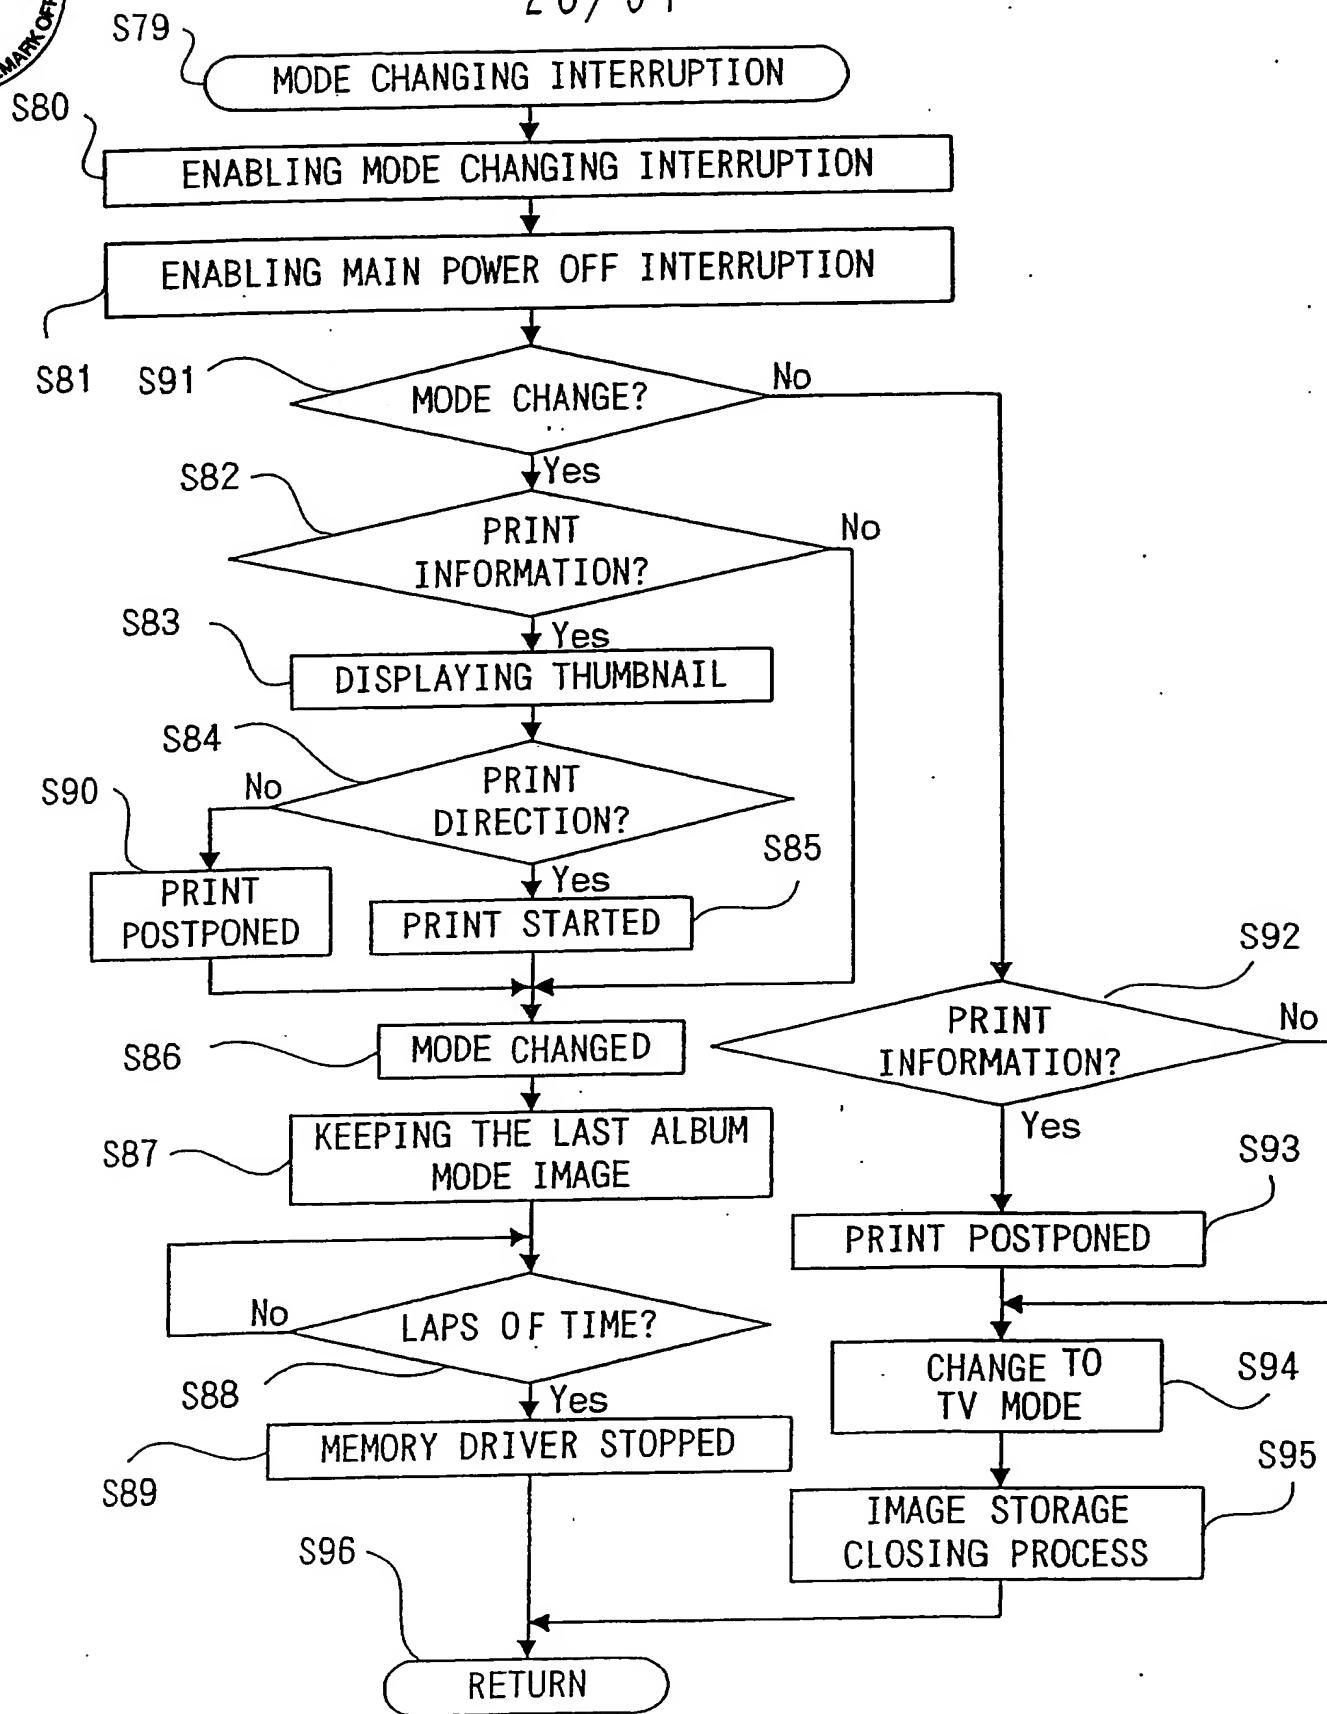 S79
MODE CHANGING INTERRUPTION
S80
ENABLING MODE CHANGING INTERRUPTION
ENABLING MAIN POWER OFF INTERRUPTION
S81
S91
MODE CHANGE?
No
Yes
S82
PRINT
INFORMATION?
No
Yes
S83
DISPLAYING THUMBNAIL
S84
PRINT
DIRECTION?
No
Yes
S90
PRINT
POSTPONED
S85
PRINT STARTED
S86
MODE CHANGED
S87
KEEPING THE LAST ALBUM
MODE IMAGE
LAPS OF TIME?
No
S88
Yes
MEMORY DRIVER STOPPED
S89
S92
PRINT
INFORMATION?
No
Yes
S93
PRINT POSTPONED
CHANGE TO
TV MODE
S94
S95
IMAGE STORAGE
CLOSING PROCESS
S96
RETURN